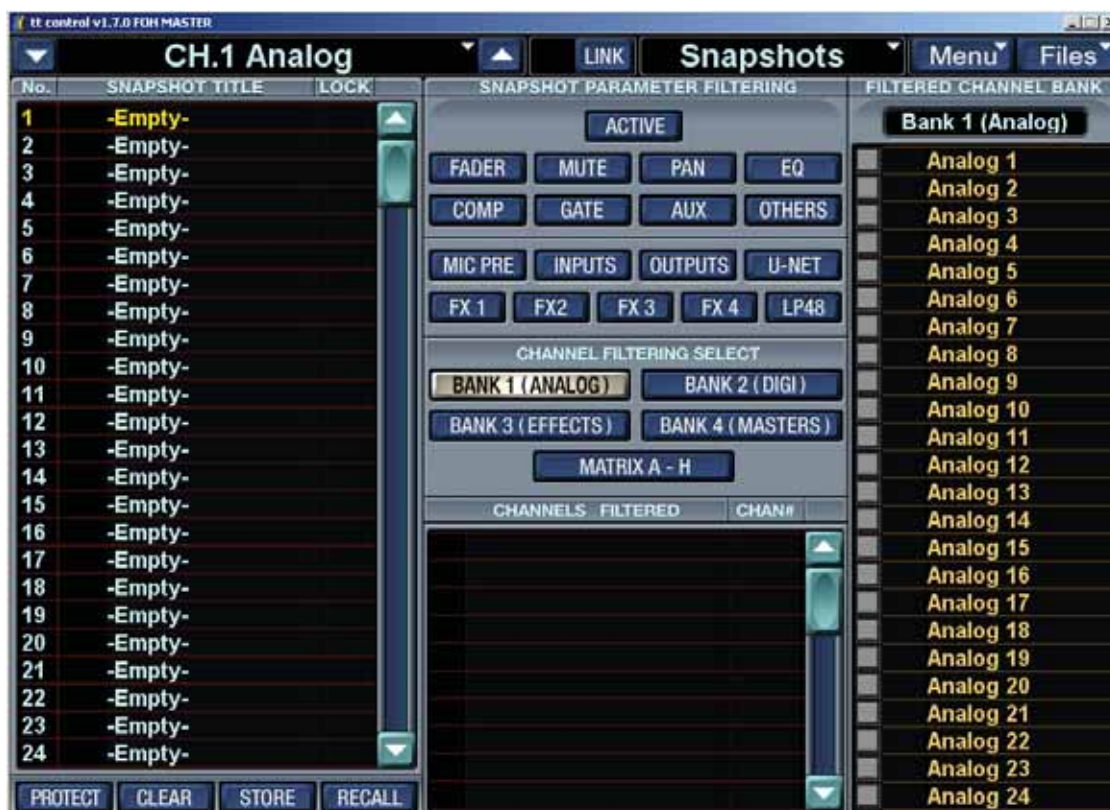 tt control v1.7.0 FOH MASTER
CH.1 Analog LINK Snapshots Menu Files
No. SNAPSHOT TITLE LOCK
1 -Empty-
2 -Empty-
3 -Empty-
4 -Empty-
5 -Empty-
6 -Empty-
7 -Empty-
8 -Empty-
9 -Empty-
10 -Empty-
11 -Empty-
12 -Empty-
13 -Empty-
14 -Empty-
15 -Empty-
16 -Empty-
17 -Empty-
18 -Empty-
19 -Empty-
20 -Empty-
21 -Empty-
22 -Empty-
23 -Empty-
24 -Empty-
PROTECT CLEAR STORE RECALL
SNAPSHOT PARAMETER FILTERING
ACTIVE
FADER MUTE PAN EQ
COMP GATE AUX OTHERS
MIC PRE INPUTS OUTPUTS U-NET
FX 1 FX2 FX 3 FX 4 LP48
CHANNEL FILTERING SELECT
BANK 1 (ANALOG) BANK 2 (DIGI)
BANK 3 (EFFECTS) BANK 4 (MASTERS)
MATRIX A - H
CHANNELS FILTERED CHAN#
FILTERED CHANNEL BANK
Bank 1 (Analog)
Analog 1
Analog 2
Analog 3
Analog 4
Analog 5
Analog 6
Analog 7
Analog 8
Analog 9
Analog 10
Analog 11
Analog 12
Analog 13
Analog 14
Analog 15
Analog 16
Analog 17
Analog 18
Analog 19
Analog 20
Analog 21
Analog 22
Analog 23
Analog 24